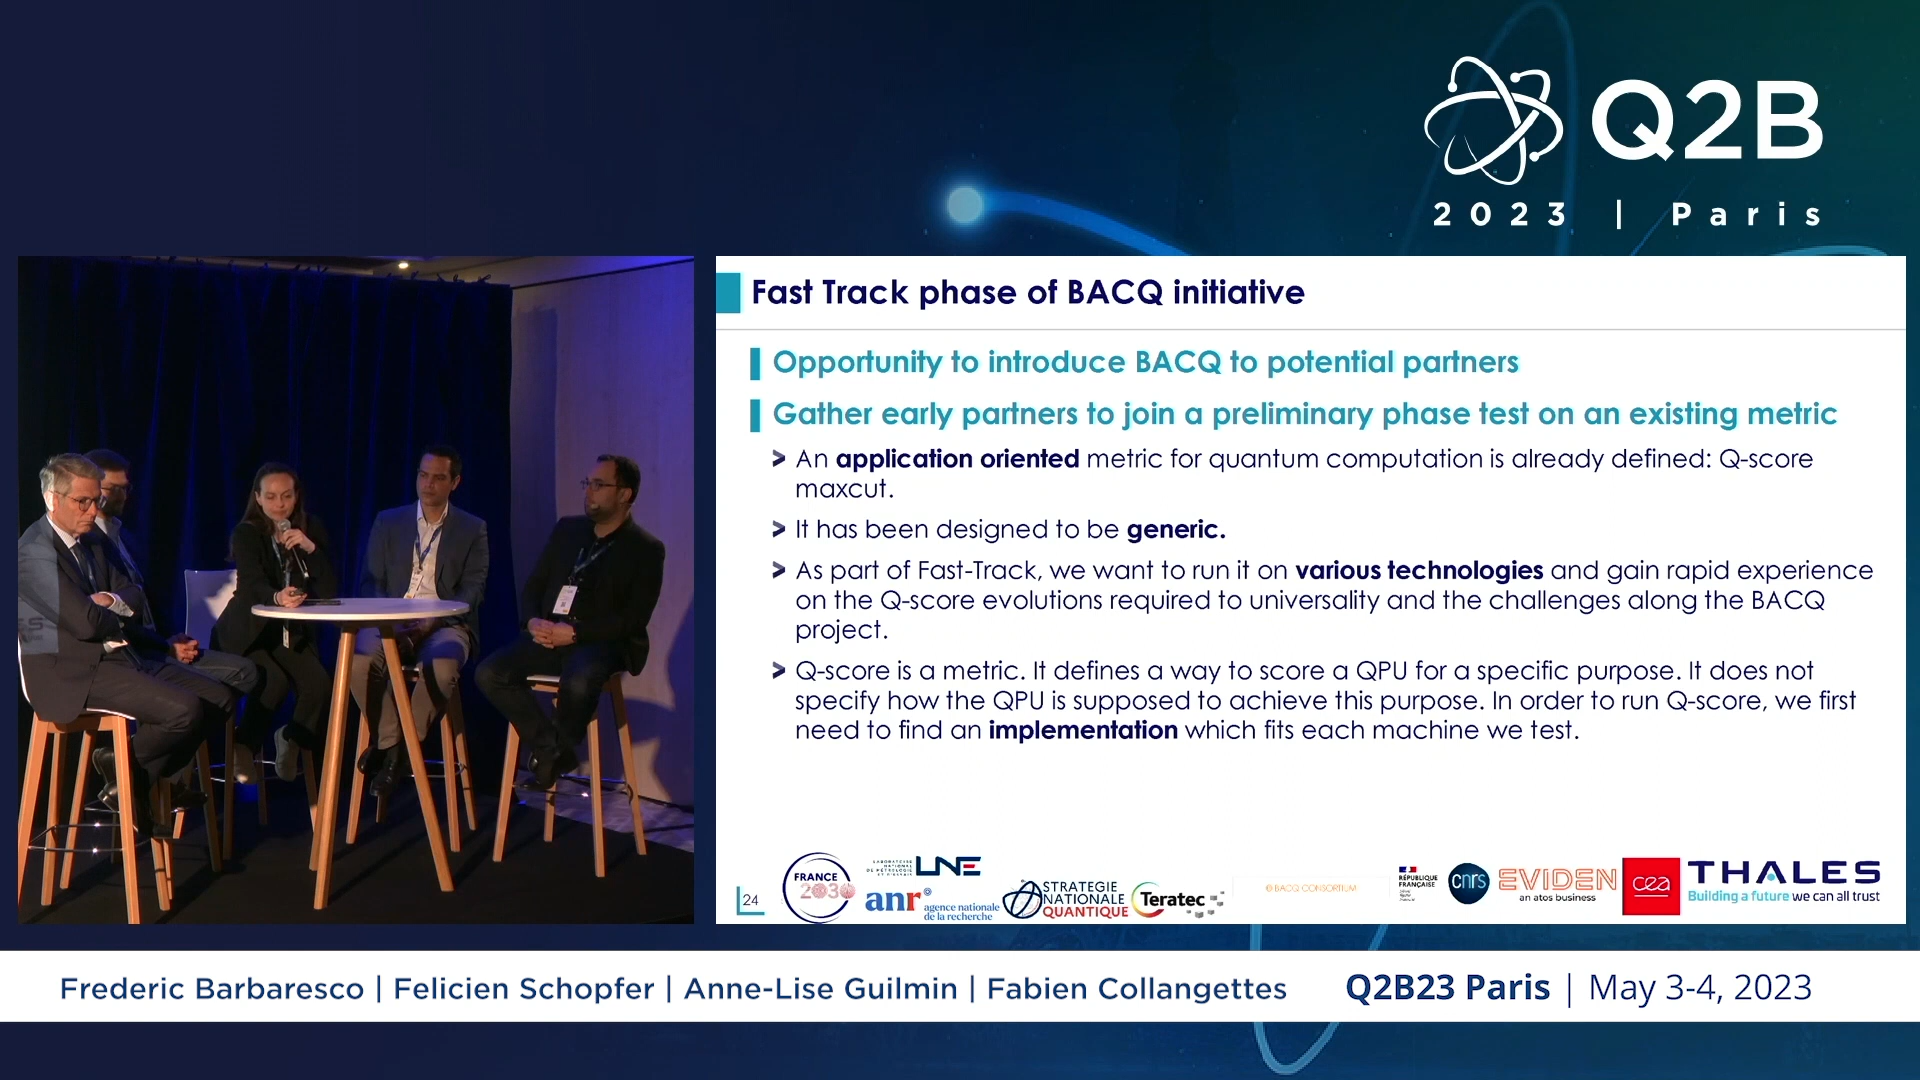 Q2B
2023 | Paris
Fast Track phase of BACQ initiative
Opportunity to introduce BACQ to potential partners
Gather early partners to join a preliminary phase test on an existing metric
> An application oriented metric for quantum computation is already defined: Q-score
maxcut.
> It has been designed to be generic.
> As part of Fast-Track, we want to run it on various technologies and gain rapid experience
on the Q-score evolutions required to universality and the challenges along the BACQ
project.
> Q-score is a metric. It defines a way to score a QPU for a specific purpose. It does not
specify how the QPU is supposed to achieve this purpose. In order to run Q-score, we first
need to find an implementation which fits each machine we test.
24
FRANCE
2030
LNE
anr
agence nationale
de la recherche
STRATEGIE
NATIONALE
QUANTIQUE
Teratec
© BACQ CONSORTIUM
RÉPUBLIQUE
FRANÇAISE
cnrs
EVIDEN
an atos business
cea
THALES
Building a future we can all trust
Frederic Barbaresco | Felicien Schopfer | Anne-Lise Guilmin | Fabien Collangettes
Q2B23 Paris | May 3-4, 2023